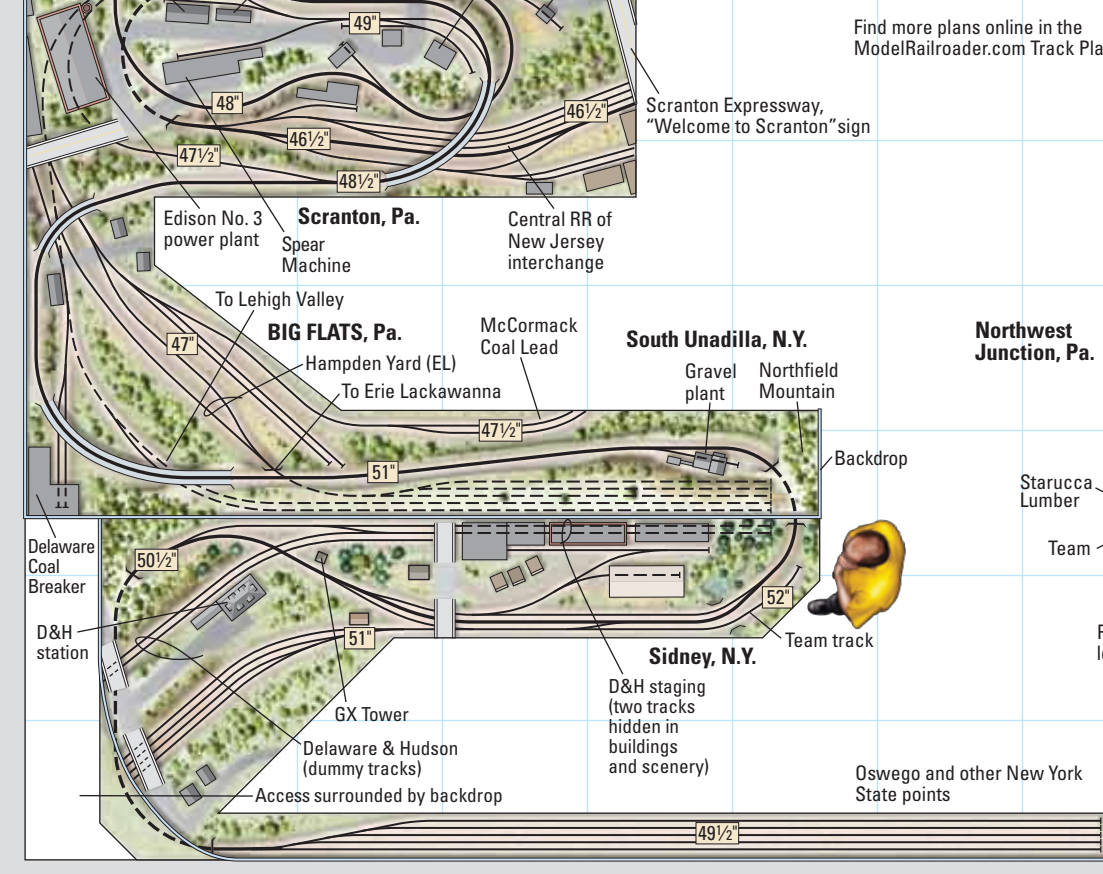 49"
Find more plans online in the
ModelRailroader.com Track Pla
48"
46½"
Scranton Expressway,
"Welcome to Scranton" sign
46½"
47½"
48½"
Edison No. 3
power plant
Scranton, Pa.
Spear
Machine
Central RR of
New Jersey
interchange
To Lehigh Valley
BIG FLATS, Pa.
47"
Hampden Yard (EL)
To Erie Lackawanna
McCormack
Coal Lead
South Unadilla, N.Y.
Gravel
plant
Northfield
Mountain
Northwest
Junction, Pa.
47½"
51"
Backdrop
Starucca
Lumber
Team
Delaware
Coal
Breaker
50½"
52"
D&H
station
51"
Team track
Sidney, N.Y.
GX Tower
D&H staging
(two tracks
hidden in
buildings
and scenery)
Delaware & Hudson
(dummy tracks)
Access surrounded by backdrop
Oswego and other New York
State points
49½"